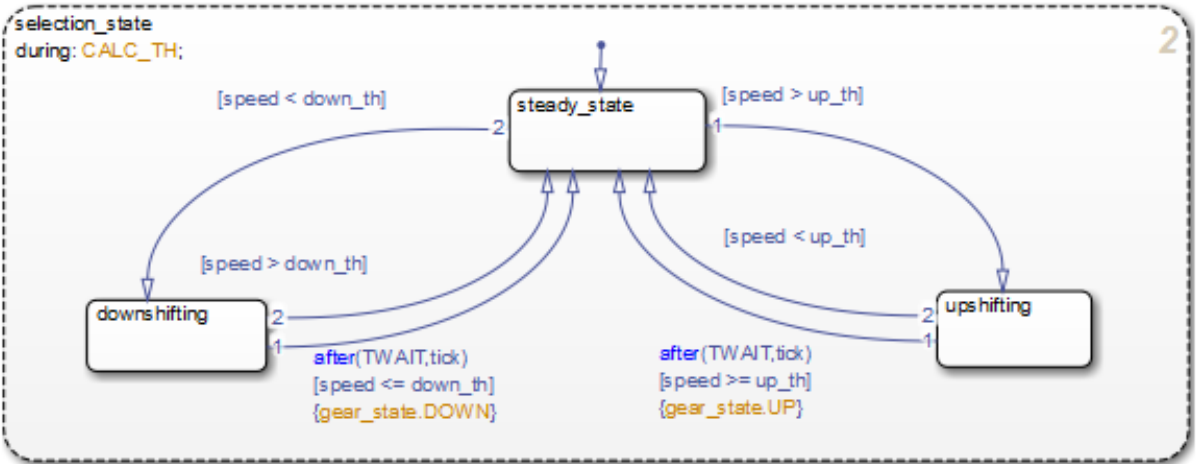 selection_state
during: CALC_TH;
2
[speed < down_th]
steady_state
[speed > up_th]
2
1
[speed > down_th]
[speed < up_th]
downshifting
2
1
upshifting
2
1
after(TWAIT,tick)
[speed <= down_th]
{gear_state.DOWN}
after(TWAIT,tick)
[speed >= up_th]
{gear_state.UP}